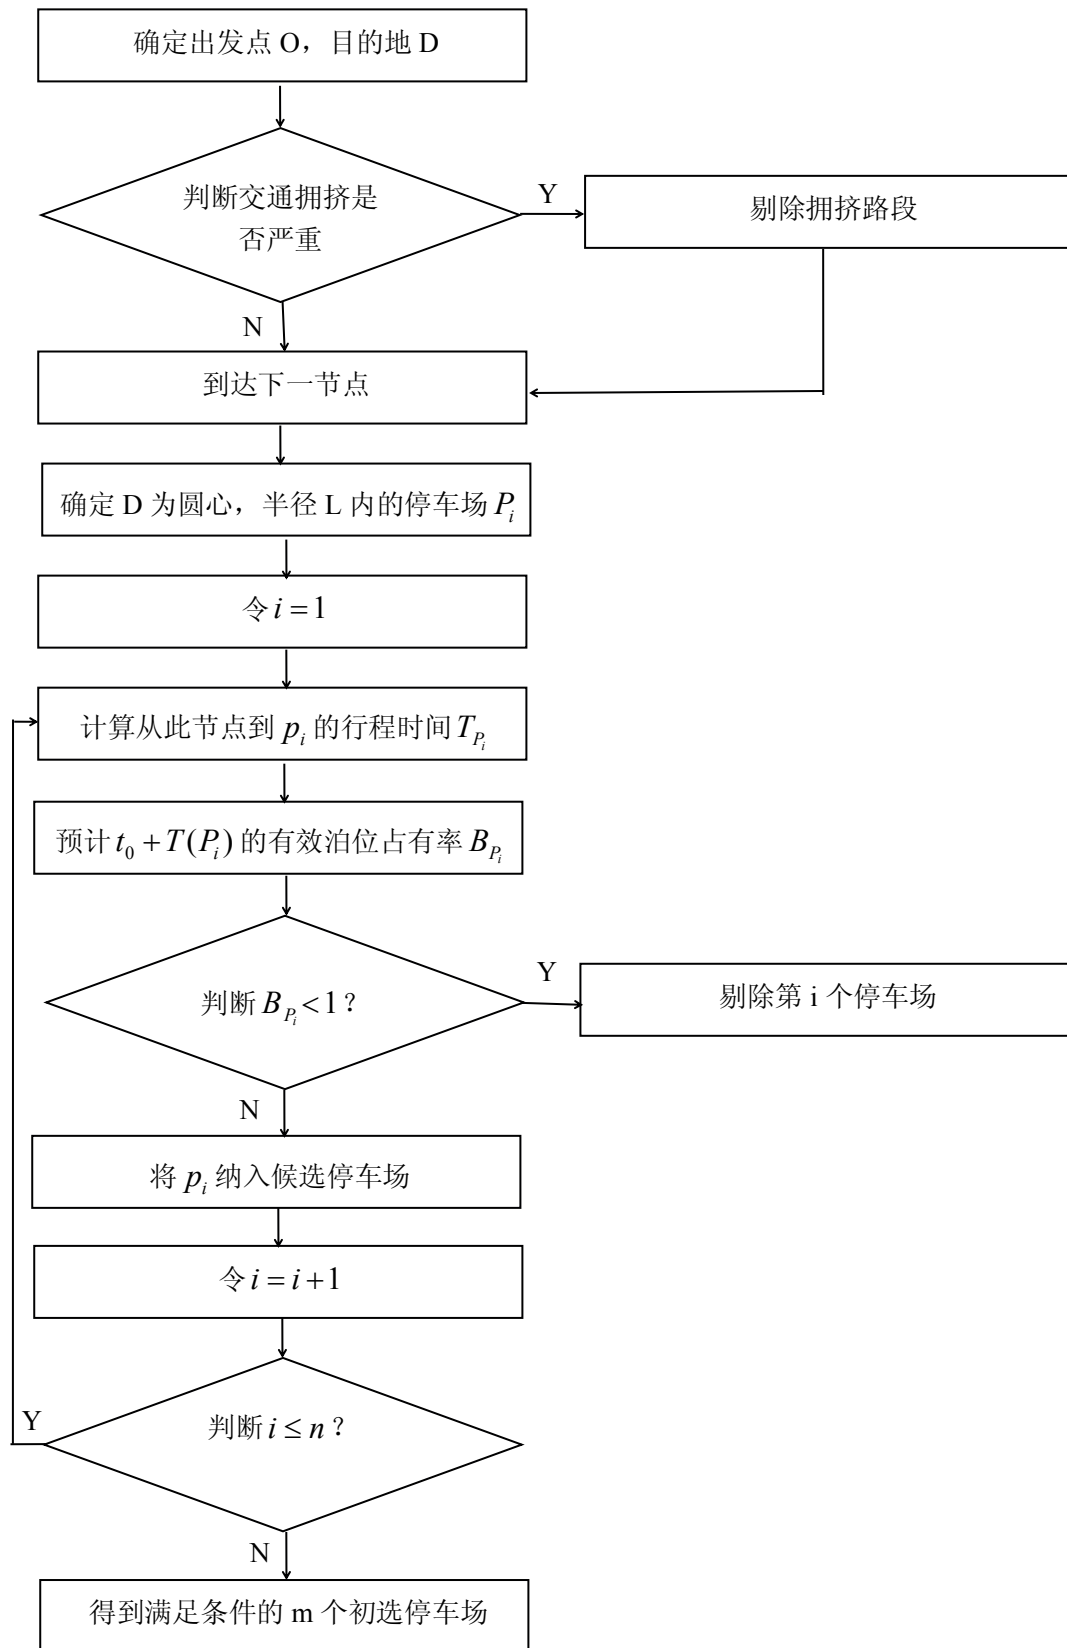 确定出发点 O，目的地 D
判断交通拥挤是
否严重
Y
剔除拥挤路段
N
到达下一节点
确定 D 为圆心，半径 L 内的停车场 P_i
令 i = 1
计算从此节点到 p_i 的行程时间 T_{P_i}
预计 t_0 + T(P_i) 的有效泊位占有率 B_{P_i}
判断 B_{P_i} < 1？
Y
剔除第 i 个停车场
N
将 p_i 纳入候选停车场
令 i = i + 1
Y
判断 i ≤ n？
N
得到满足条件的 m 个初选停车场